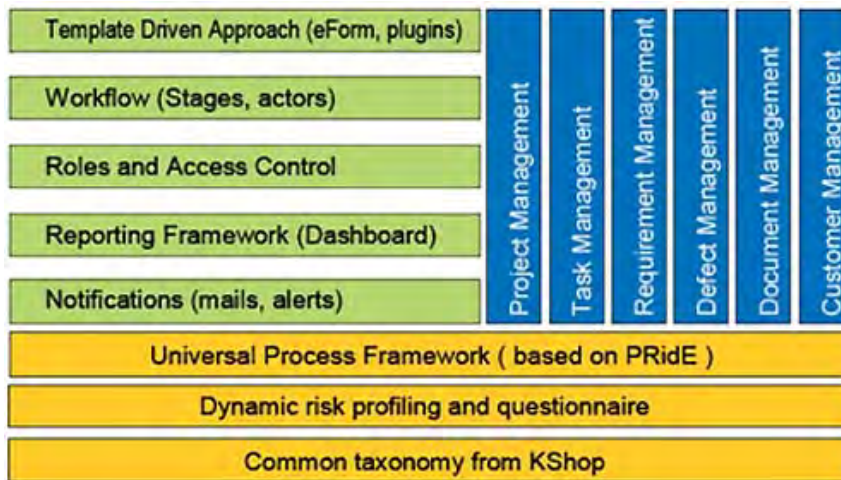 Template Driven Approach (eForm, plugins)
Workflow (Stages, actors)
Roles and Access Control
Reporting Framework (Dashboard)
Notifications (mails, alerts)
Project Management
Task Management
Requirement Management
Defect Management
Document Management
Customer Management
Universal Process Framework ( based on PRidE )
Dynamic risk profiling and questionnaire
Common taxonomy from KShop